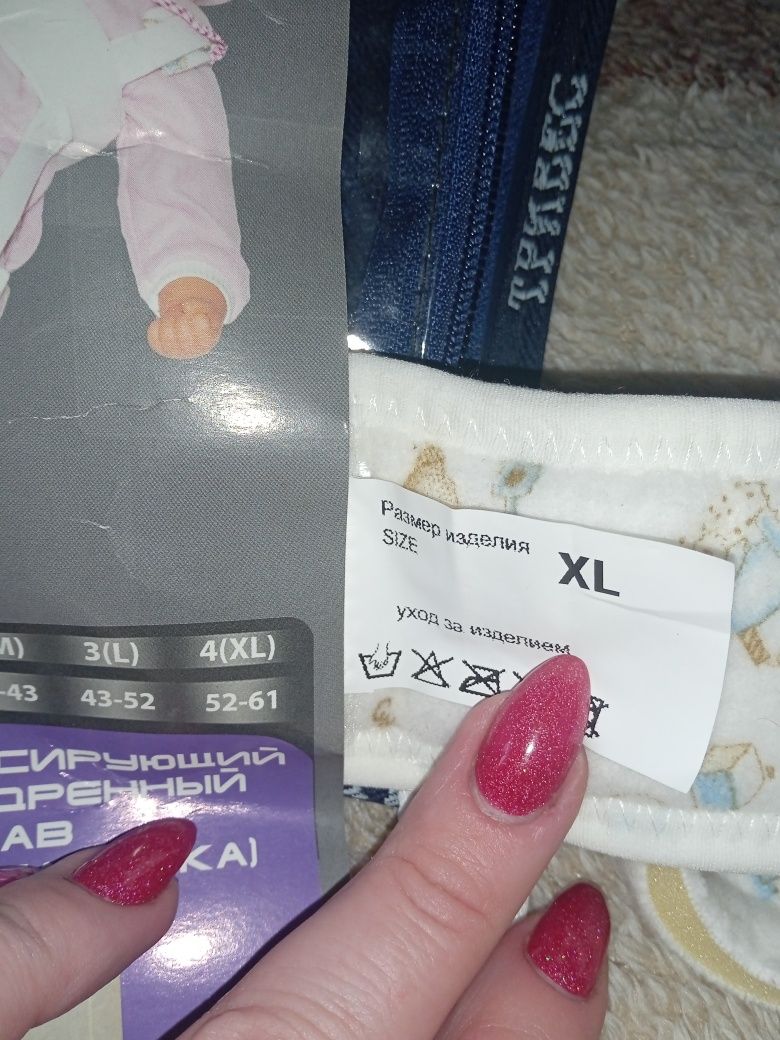 ТРИВЕС
Размер изделия
SIZE
XL
уход за изделием
М) 3(L) 4(XL)
-43 43-52 52-61
СИРУЮЩИЙ
ДРЕННЫЙ
АВ
КА)